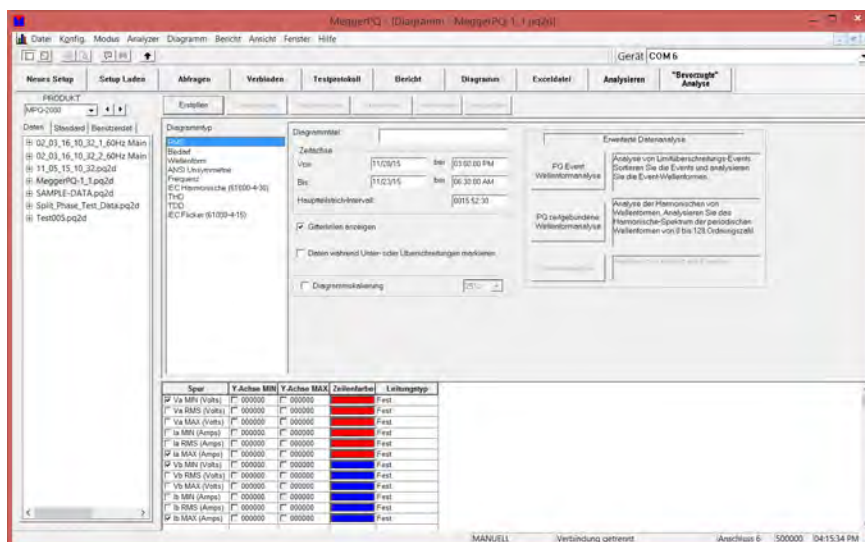 MeggerPQ - [Diagramm - MeggerPQ-1_1.pq2d]
Datei Konfig. Modus Analyzer Diagramm Bericht Ansicht Fenster Hilfe
Gerät COM 6
Neues Setup Setup Laden Abfragen Verbinden Testprotokoll Bericht Diagramm Exceldatei Analysieren "Bevorzugte" Analyse
PRODUKT
MPQ-2000
Erstellen
Daten Standard Benutzerdat
02_03_16_10_32_1_60Hz Main
02_03_16_10_32_2_60Hz Main
11_05_15_10_32.pq2d
MeggerPQ-1_1.pq2d
SAMPLE-DATA.pq2d
Split_Phase_Test_Data.pq2d
Test005.pq2d
Diagrammtyp
RMS
Bedarf
Wellenform
ANSI Unsymmetrie
Frequenz
IEC Harmonische (61000-4-30)
THD
TDD
IEC Flicker (61000-4-15)
Diagrammtitel
Zeitachse
Von 11/20/15 bei 03:00:00 PM
Bis 11/23/15 bei 06:30:00 AM
Hauptteilstrich-Intervall 0015:52:30
Gitterlinien anzeigen
Daten während Unter- oder Überschreitungen markieren
Diagrammskalierung
Erweiterte Datenanalyse
PQ Event Wellenformanalyse
Analyse von Limitüberschreitungs-Events.
Sortieren Sie die Events und analysieren
Sie die Event-Wellenformen.
PQ zeitgebundene Wellenformanalyse
Analyse der Harmonischen von
Wellenformen. Analysieren Sie das
Harmonische-Spektrum der periodischen
Wellenformen von 0 bis 128.Ordnungszahl.
Spur Y-Achse MIN Y-Achse MAX Zeilenfarbe Leitungstyp
Va MIN (Volts) 000000 000000 Fest
Va RMS (Volts) 000000 000000 Fest
Va MAX (Volts) 000000 000000 Fest
Ia MIN (Amps) 000000 000000 Fest
Ia RMS (Amps) 000000 000000 Fest
Ia MAX (Amps) 000000 000000 Fest
Vb MIN (Volts) 000000 000000 Fest
Vb RMS (Volts) 000000 000000 Fest
Vb MAX (Volts) 000000 000000 Fest
Ib MIN (Amps) 000000 000000 Fest
Ib RMS (Amps) 000000 000000 Fest
Ib MAX (Amps) 000000 000000 Fest
MANUELL Verbindung getrennt Anschluss 6 500000 04:15:34 PM